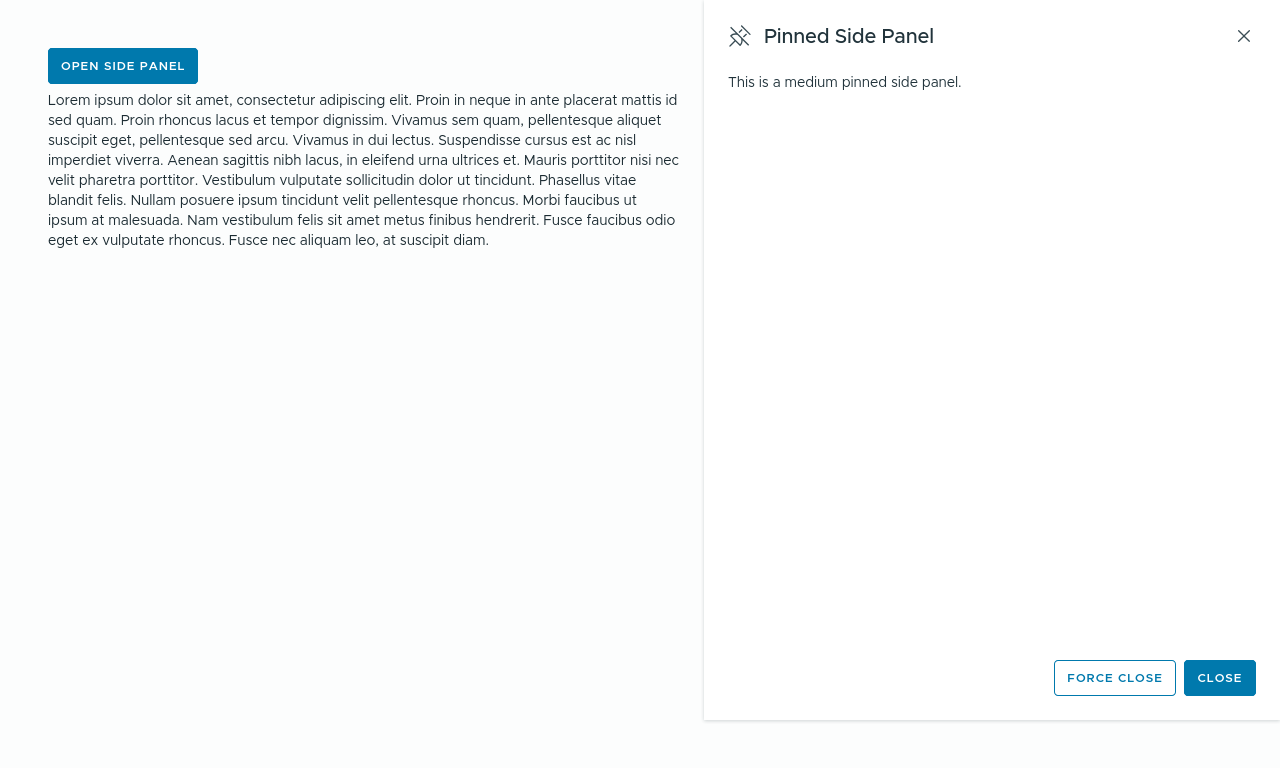 OPEN SIDE PANEL
Lorem ipsum dolor sit amet, consectetur adipiscing elit. Proin in neque in ante placerat mattis id
sed quam. Proin rhoncus lacus et tempor dignissim. Vivamus sem quam, pellentesque aliquet
suscipit eget, pellentesque sed arcu. Vivamus in dui lectus. Suspendisse cursus est ac nisl
imperdiet viverra. Aenean sagittis nibh lacus, in eleifend urna ultrices et. Mauris porttitor nisi nec
velit pharetra porttitor. Vestibulum vulputate sollicitudin dolor ut tincidunt. Phasellus vitae
blandit felis. Nullam posuere ipsum tincidunt velit pellentesque rhoncus. Morbi faucibus ut
ipsum at malesuada. Nam vestibulum felis sit amet metus finibus hendrerit. Fusce faucibus odio
eget ex vulputate rhoncus. Fusce nec aliquam leo, at suscipit diam.
Pinned Side Panel
This is a medium pinned side panel.
FORCE CLOSE
CLOSE